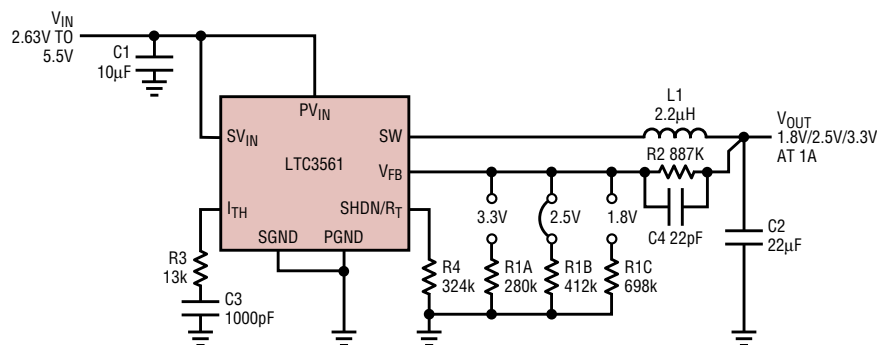 VIN
2.63V TO
5.5V
C1
10µF
PVIN
SVIN
LTC3561
SW
VFB
ITH
SHDN/RT
SGND
PGND
R3
13k
C3
1000pF
R4
324k
3.3V
R1A
280k
2.5V
R1B
412k
1.8V
R1C
698k
L1
2.2µH
R2 887K
C4 22pF
VOUT
1.8V/2.5V/3.3V
AT 1A
C2
22µF